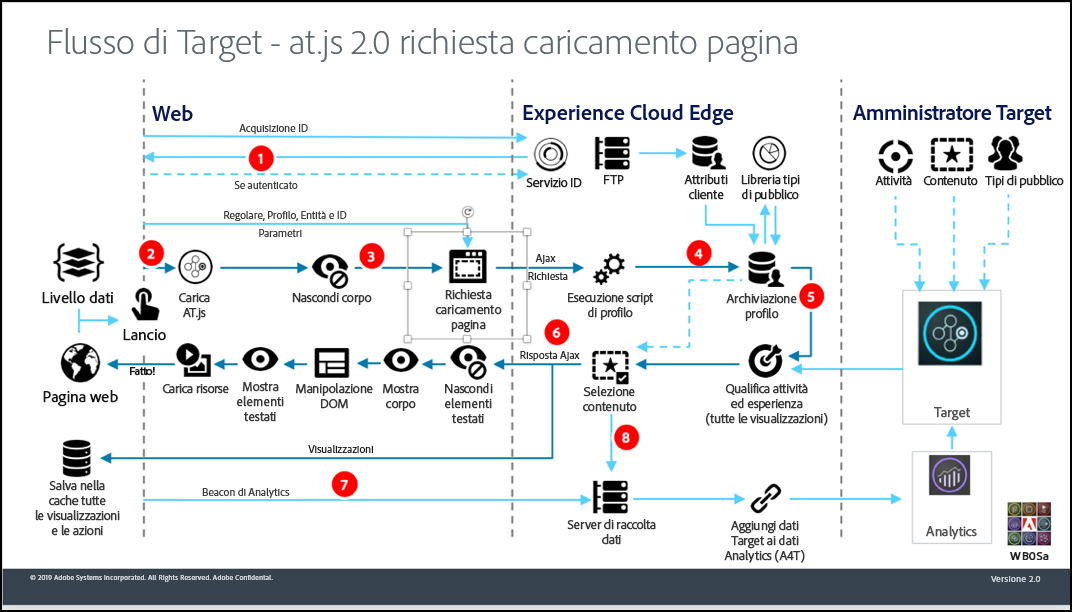 Flusso di Target - at.js 2.0 richiesta caricamento pagina
Web
Experience Cloud Edge
Amministratore Target
Acquisizione ID
1
Se autenticato
Servizio ID
FTP
Attributi
cliente
Libreria tipi
di pubblico
Attività
Contenuto
Tipi di pubblico
Regolare, Profilo, Entità e ID
Parametri
Livello dati
2
Carica
AT.js
Nascondi corpo
3
Richiesta
caricamento
pagina
Ajax
Richiesta
Esecuzione script
di profilo
4
Archiviazione
profilo
5
Lancio
6
Risposta Ajax
Pagina web
Fatto!
Carica risorse
Mostra
elementi
testati
Manipolazione
DOM
Mostra
corpo
Nascondi
elementi
testati
Selezione
contenuto
Qualifica attività
ed esperienza
(tutte le visualizzazioni)
Target
8
Visualizzazioni
Salva nella
cache tutte
le visualizzazioni
e le azioni
7
Beacon di Analytics
Server di raccolta
dati
Aggiungi dati
Target ai dati
Analytics (A4T)
Analytics
WB0Sa
© 2019 Adobe Systems Incorporated. All Rights Reserved. Adobe Confidential.
Versione 2.0